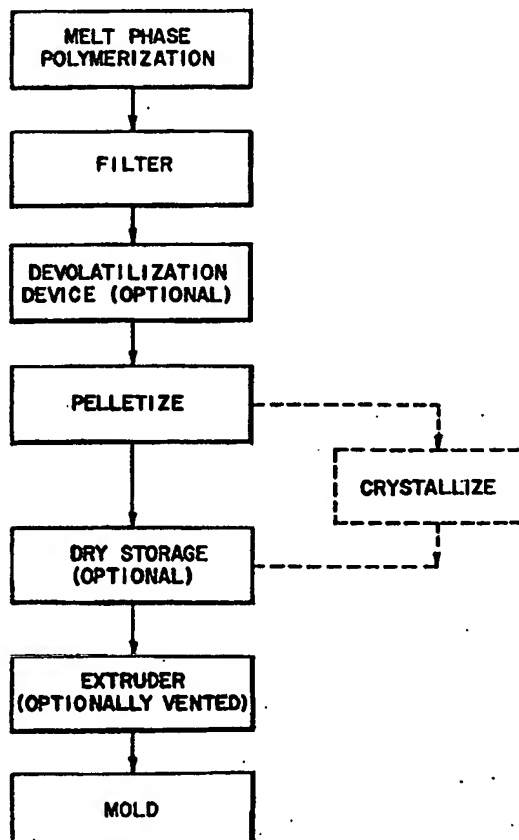 MELT PHASE
POLYMERIZATION
FILTER
DEVOLATILIZATION
DEVICE (OPTIONAL)
PELLETIZE
CRYSTALLIZE
DRY STORAGE
(OPTIONAL)
EXTRUDER
(OPTIONALLY VENTED)
MOLD